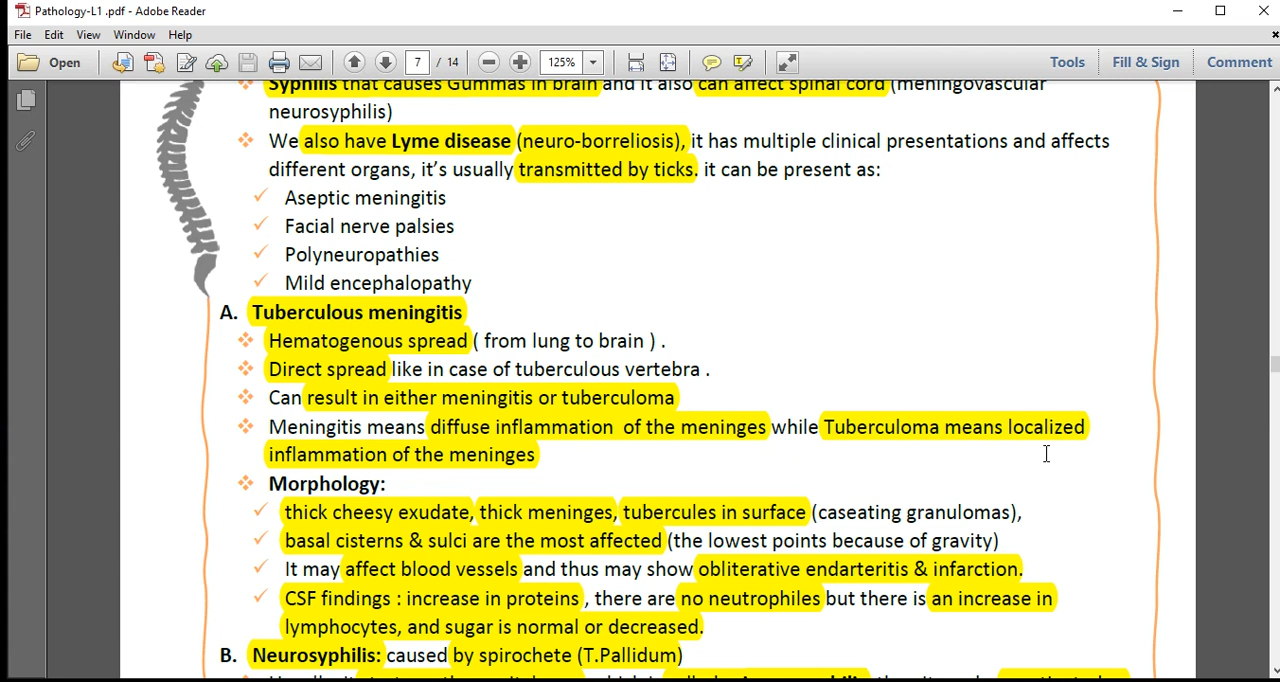 Pathology-L1 .pdf - Adobe Reader
File Edit View Window Help
Open 7 / 14 125% Tools Fill & Sign Comment
Syphilis that causes Gummas in brain and it also can affect spinal cord (meningovascular
neurosyphilis)
We also have Lyme disease (neuro-borreliosis), it has multiple clinical presentations and affects
different organs, it's usually transmitted by ticks. it can be present as:
Aseptic meningitis
Facial nerve palsies
Polyneuropathies
Mild encephalopathy
A. Tuberculous meningitis
Hematogenous spread ( from lung to brain ) .
Direct spread like in case of tuberculous vertebra .
Can result in either meningitis or tuberculoma
Meningitis means diffuse inflammation of the meninges while Tuberculoma means localized
inflammation of the meninges
Morphology:
thick cheesy exudate, thick meninges, tubercules in surface (caseating granulomas),
basal cisterns & sulci are the most affected (the lowest points because of gravity)
It may affect blood vessels and thus may show obliterative endarteritis & infarction.
CSF findings : increase in proteins , there are no neutrophiles but there is an increase in
lymphocytes, and sugar is normal or decreased.
B. Neurosyphilis: caused by spirochete (T.Pallidum)